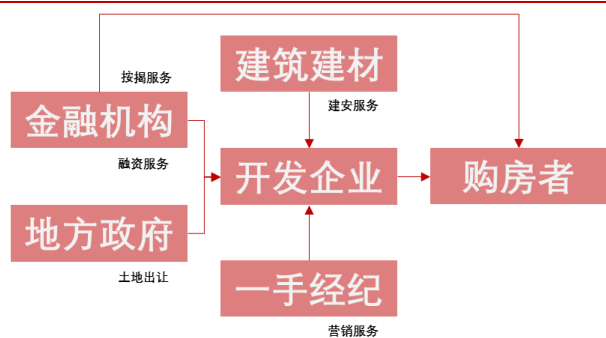 建筑建材
按揭服务
金融机构
建安服务
融资服务
开发企业
购房者
地方政府
土地出让
一手经纪
营销服务